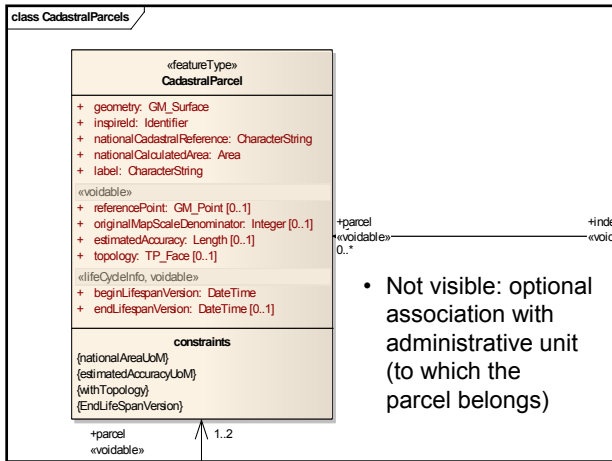 class CadastralParcels
«featureType»
CadastralParcel
+ geometry: GM_Surface
+ inspireId: Identifier
+ nationalCadastralReference: CharacterString
+ nationalCalculatedArea: Area
+ label: CharacterString
«voidable»
+ referencePoint: GM_Point [0..1]
+ originalMapScaleDenominator: Integer [0..1]
+ estimatedAccuracy: Length [0..1]
+ topology: TP_Face [0..1]
«lifeCycleInfo, voidable»
+ beginLifespanVersion: DateTime
+ endLifespanVersion: DateTime [0..1]
constraints
{nationalAreaUoM}
{estimatedAccuracyUoM}
{withTopology}
{EndLifeSpanVersion}
+parcel
«voidable»
0..*
+inde
«void
• Not visible: optional
association with
administrative unit
(to which the
parcel belongs)
+parcel 1..2
«voidable»